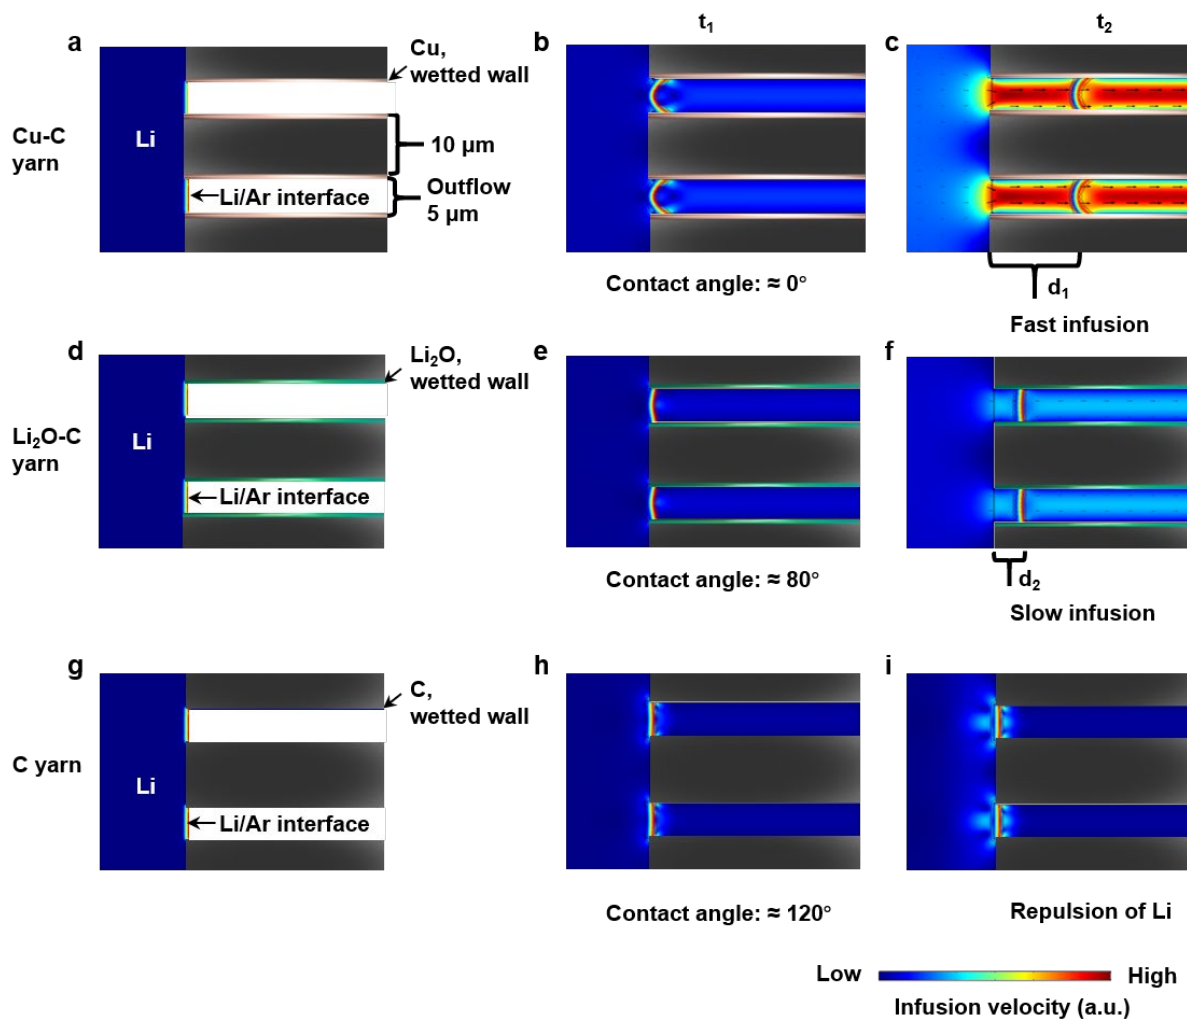 t₁
t₂
a
b
c
Cu,
wetted wall
Cu-C
yarn
Li
10 µm
Li/Ar interface
Outflow
5 µm
Contact angle: ≈ 0°
d₁
Fast infusion
d
e
f
Li₂O,
wetted wall
Li₂O-C
yarn
Li
Li/Ar interface
Contact angle: ≈ 80°
d₂
Slow infusion
g
h
i
C,
wetted wall
C yarn
Li
Li/Ar interface
Contact angle: ≈ 120°
Repulsion of Li
Low
High
Infusion velocity (a.u.)